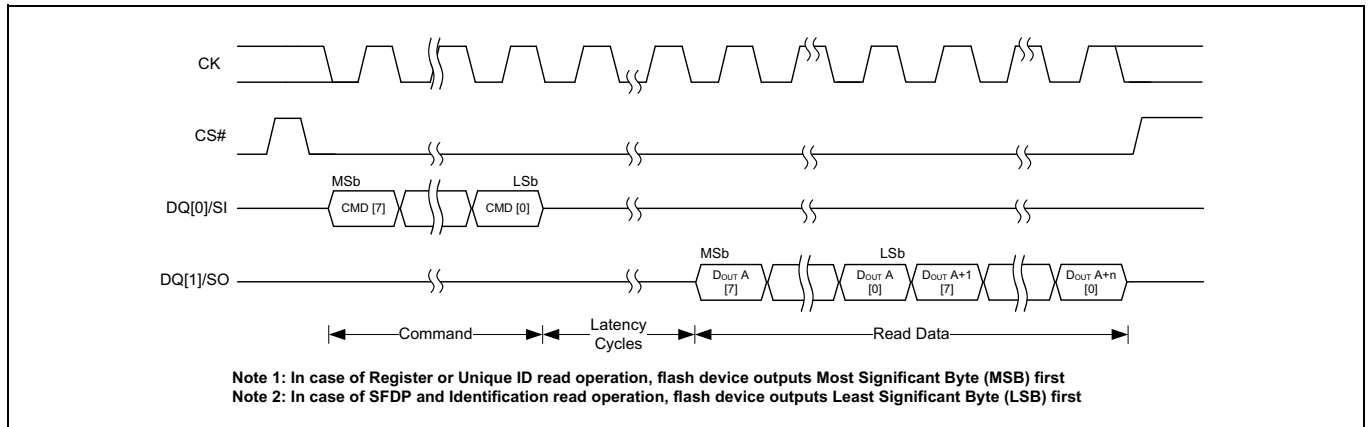 CK
CS#
MSb LSb
DQ[0]/SI CMD [7] CMD [0]
MSb LSb
DQ[1]/SO DOUT A [7] DOUT A [0] DOUT A+1 [7] DOUT A+n [0]
Command Latency Cycles Read Data
Note 1: In case of Register or Unique ID read operation, flash device outputs Most Significant Byte (MSB) first
Note 2: In case of SFDP and Identification read operation, flash device outputs Least Significant Byte (LSB) first